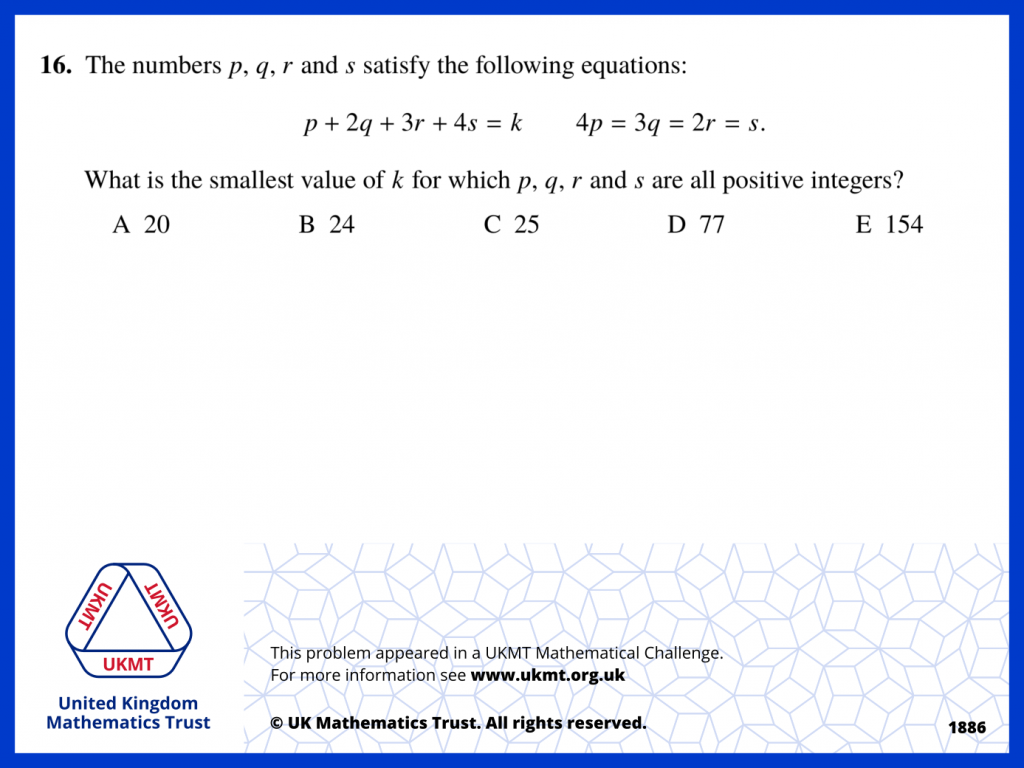 16. The numbers p, q, r and s satisfy the following equations:
p + 2q + 3r + 4s = k 4p = 3q = 2r = s.
What is the smallest value of k for which p, q, r and s are all positive integers?
A 20 B 24 C 25 D 77 E 154
UKMT UKMT
UKMT
United Kingdom
Mathematics Trust
This problem appeared in a UKMT Mathematical Challenge.
For more information see www.ukmt.org.uk
© UK Mathematics Trust. All rights reserved.
1886